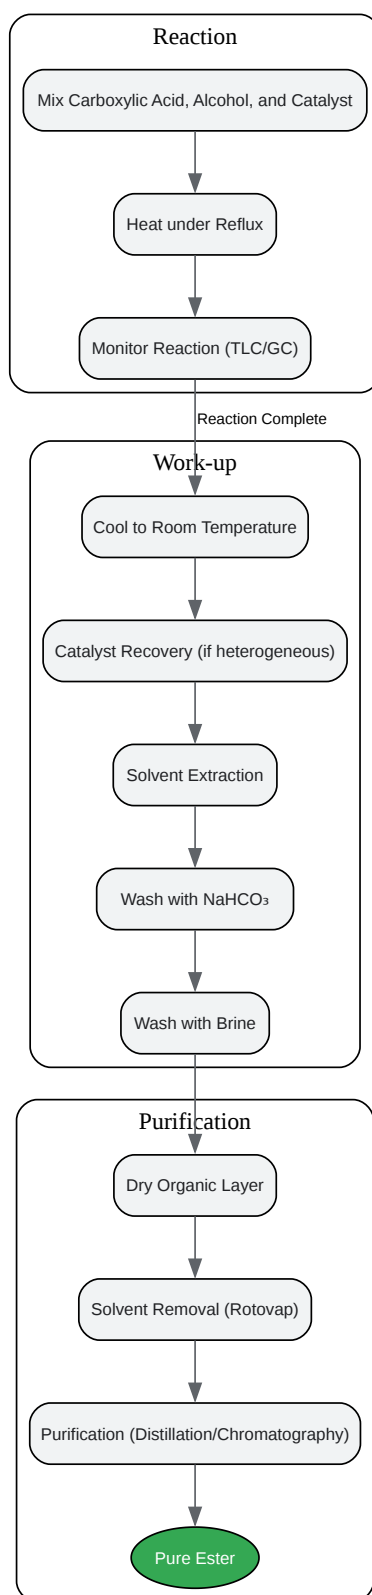 Reaction
Mix Carboxylic Acid, Alcohol, and Catalyst
Heat under Reflux
Monitor Reaction (TLC/GC)
Reaction Complete
Work-up
Cool to Room Temperature
Catalyst Recovery (if heterogeneous)
Solvent Extraction
Wash with NaHCO₃
Wash with Brine
Purification
Dry Organic Layer
Solvent Removal (Rotovap)
Purification (Distillation/Chromatography)
Pure Ester